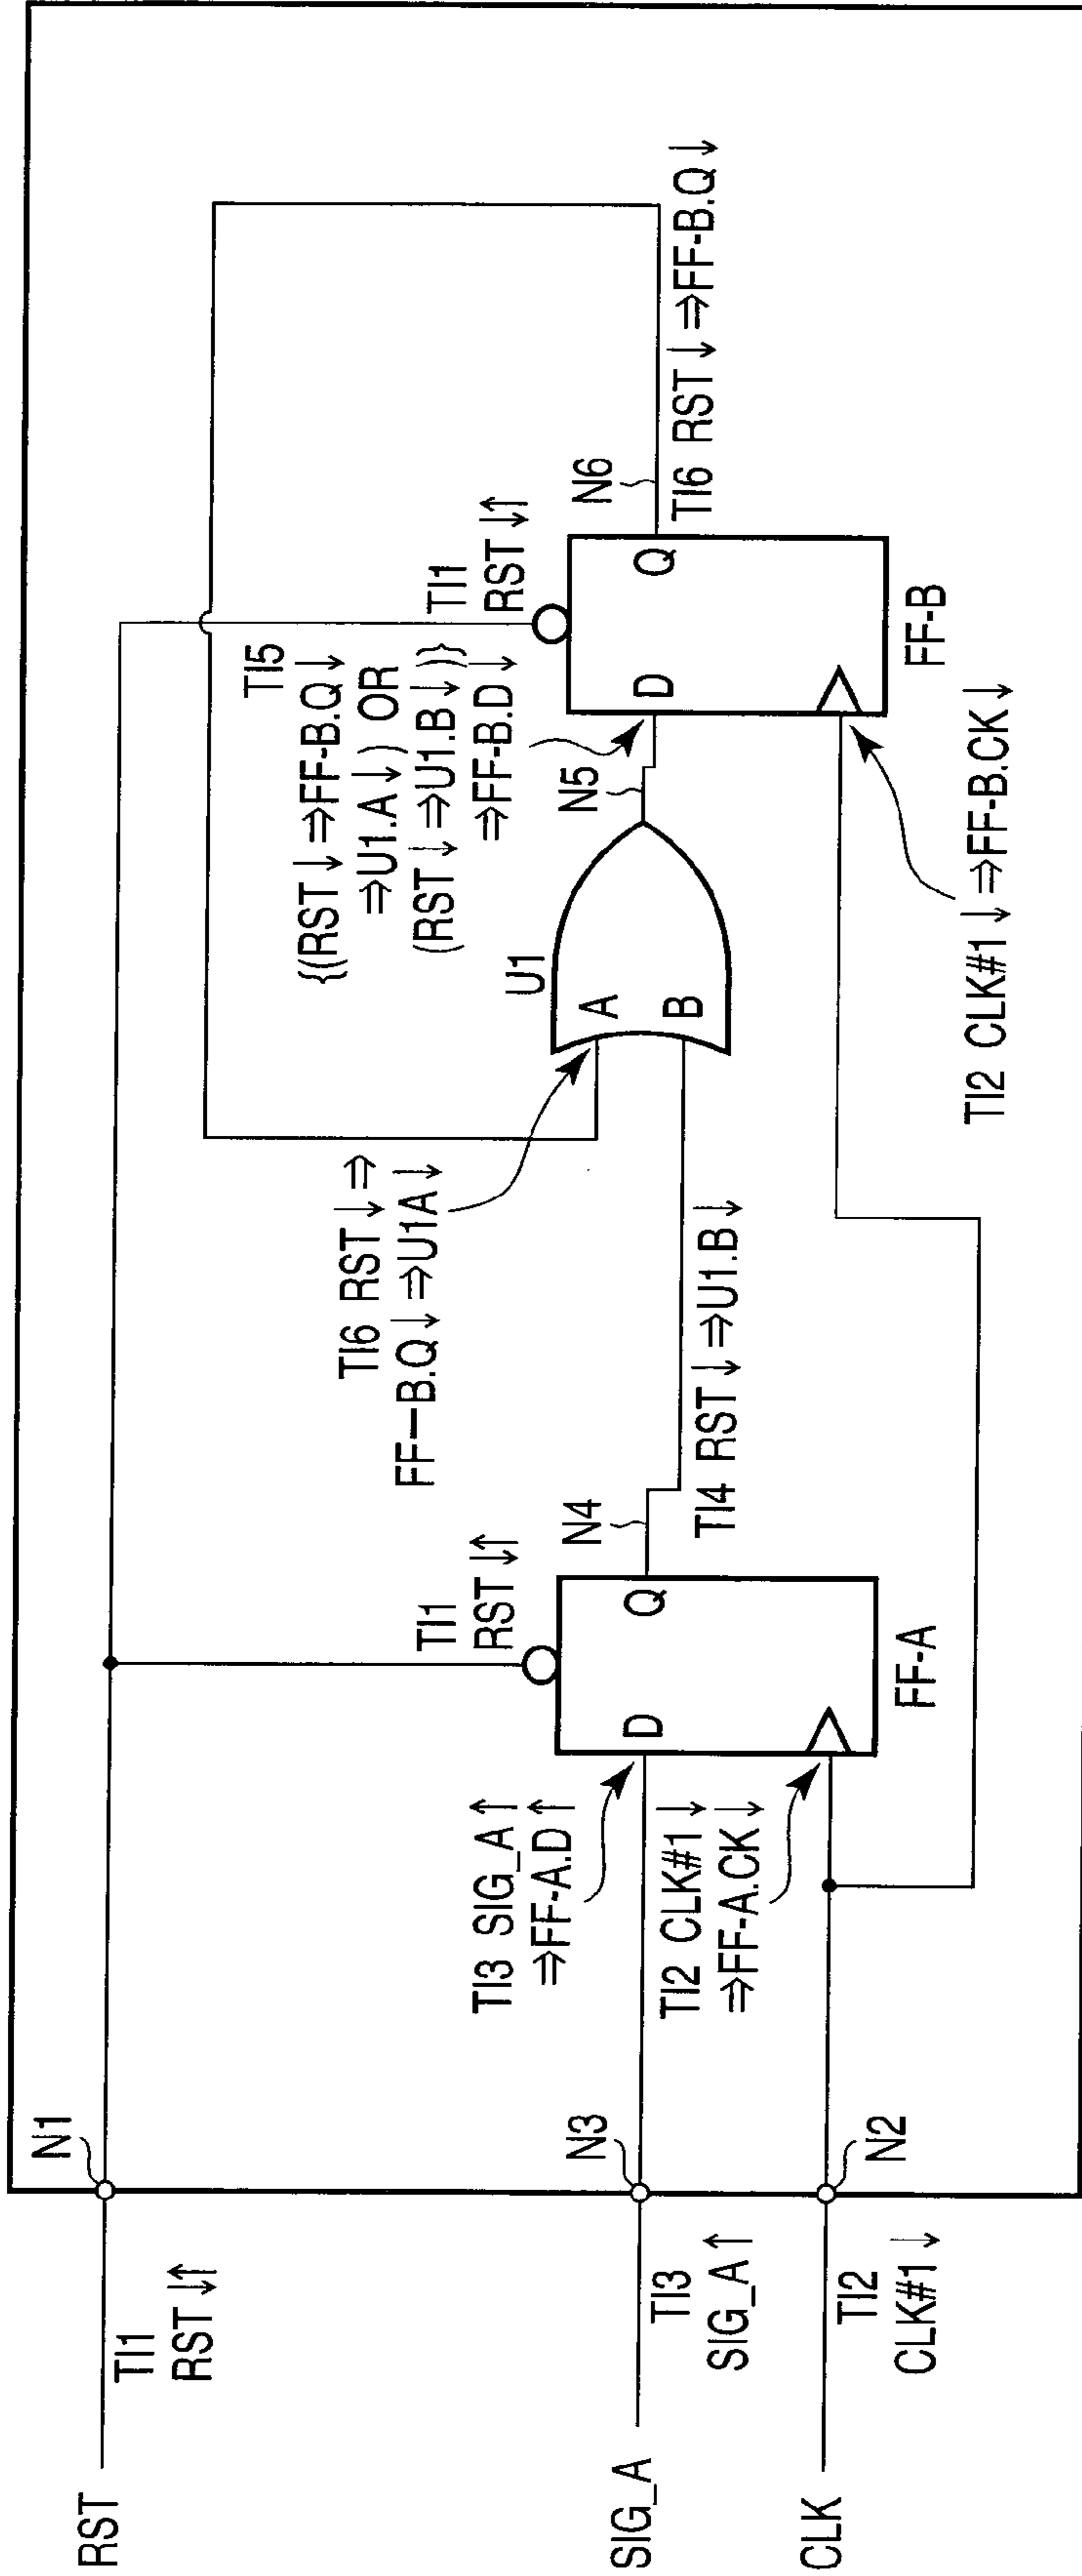 RST
TI1
RST ↓↑
N1
SIG_A
TI3
SIG_A ↑
N3
CLK
TI2
CLK#1 ↓
N2
TI3 SIG_A ↑
⇒FF-A.D ↑
TI2 CLK#1 ↓
⇒FF-A.CK ↓
TI1
RST ↓↑
D
Q
FF-A
N4
TI4 RST ↓ ⇒U1.B ↓
TI6 RST ↓ ⇒
FF-B.Q ↓ ⇒U1A ↓
U1
A
B
TI5
{(RST ↓ ⇒FF-B.Q ↓
⇒U1.A ↓) OR
(RST ↓ ⇒U1.B ↓)}
⇒FF-B.D ↓
N5
TI1
RST ↓↑
D
Q
FF-B
TI2 CLK#1 ↓ ⇒FF-B.CK ↓
N6
TI6 RST ↓ ⇒FF-B.Q ↓